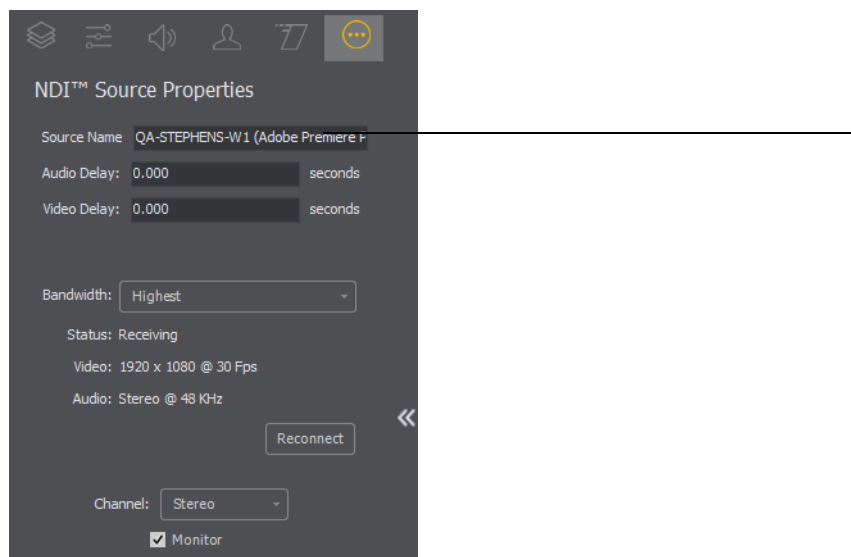 NDI™ Source Properties
Source Name QA-STEPHENS-W1 (Adobe Premiere P
Audio Delay: 0.000 seconds
Video Delay: 0.000 seconds
Bandwidth: Highest
Status: Receiving
Video: 1920 x 1080 @ 30 Fps
Audio: Stereo @ 48 KHz
Reconnect
Channel: Stereo
Monitor